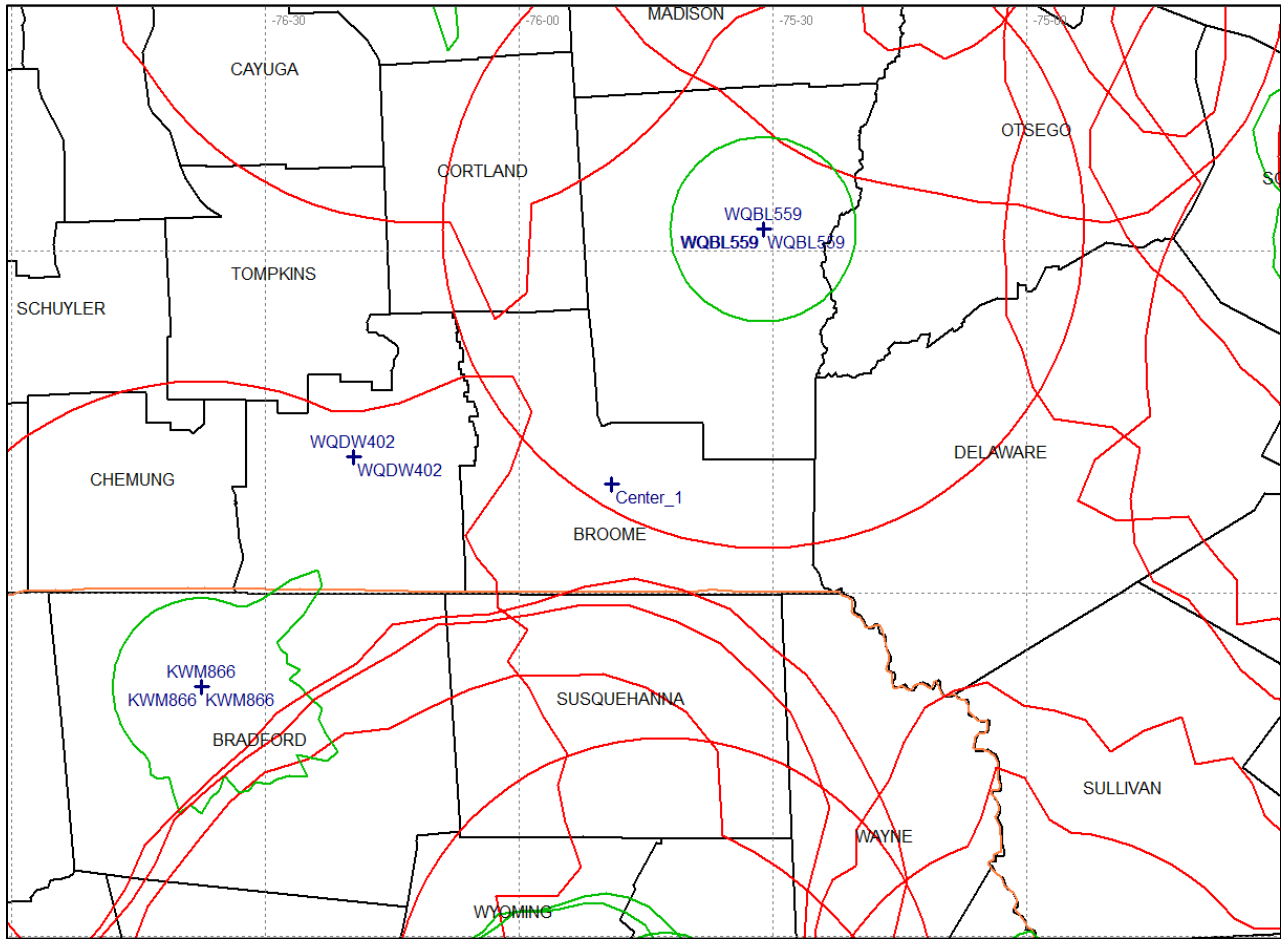 MADISON
-76-30
-76-00
-75-30
-75-00
CAYUGA
OTSEGO
CORTLAND
SC
WQBL559
WQBL559 WQBL559
TOMPKINS
SCHUYLER
WQDW402
WQDW402
DELAWARE
CHEMUNG
Center_1
BROOME
KWM866
KWM866 KWM866
SUSQUEHANNA
BRADFORD
SULLIVAN
WAYNE
WYOMING